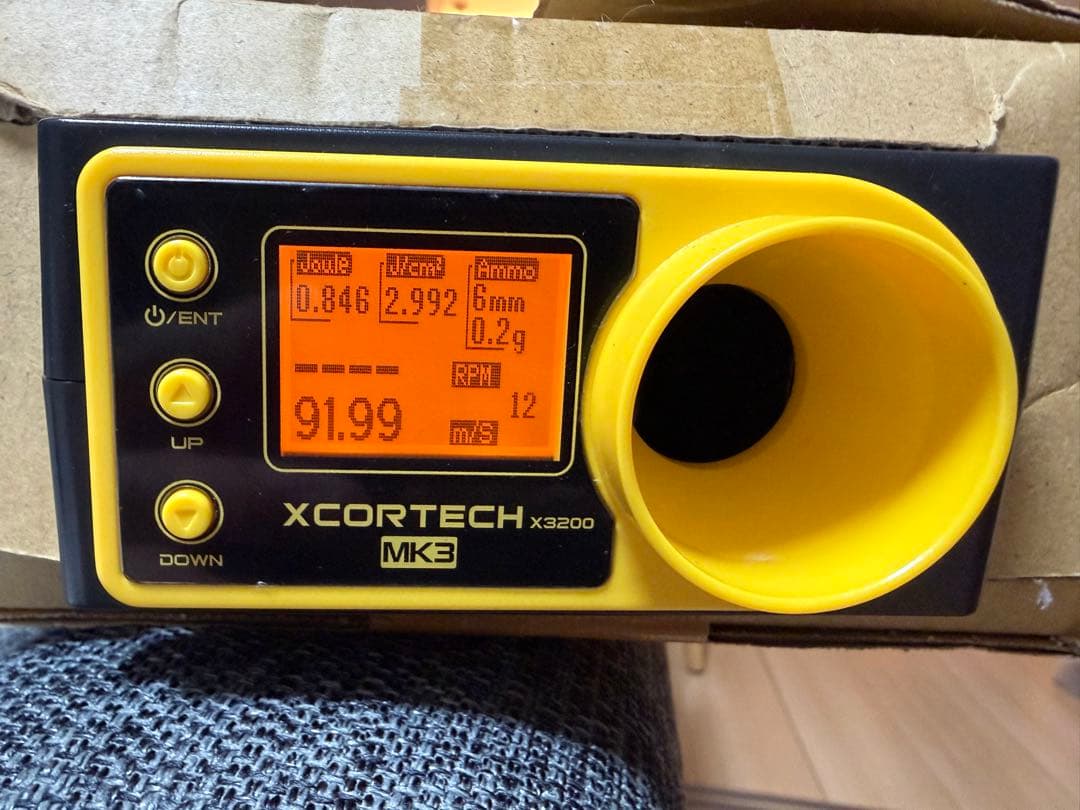 ⏻/ENT
UP
DOWN
Joule J/cm² Ammo
0.846 2.992 6mm
0.2g
---- RPM
12
91.99 m/S
XCORTECH X3200
MK3